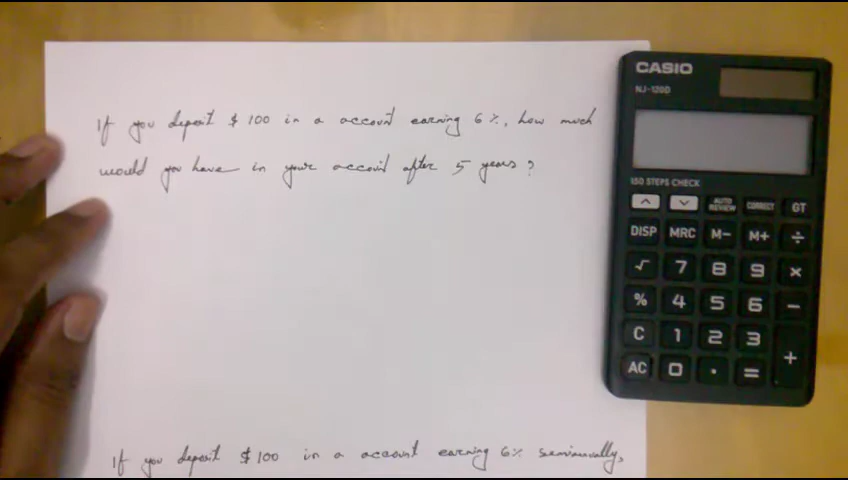 If you deposit $100 in a account earning 6%, how much
would you have in your account after 5 years?
If you deposit $100 in a account earning 6% semiannually,
CASIO
NJ-120D
150 STEPS CHECK
AUTO REVIEW CORRECT GT
DISP MRC M- M+ ÷
√ 7 8 9 ×
% 4 5 6 −
C 1 2 3
AC 0 . = +